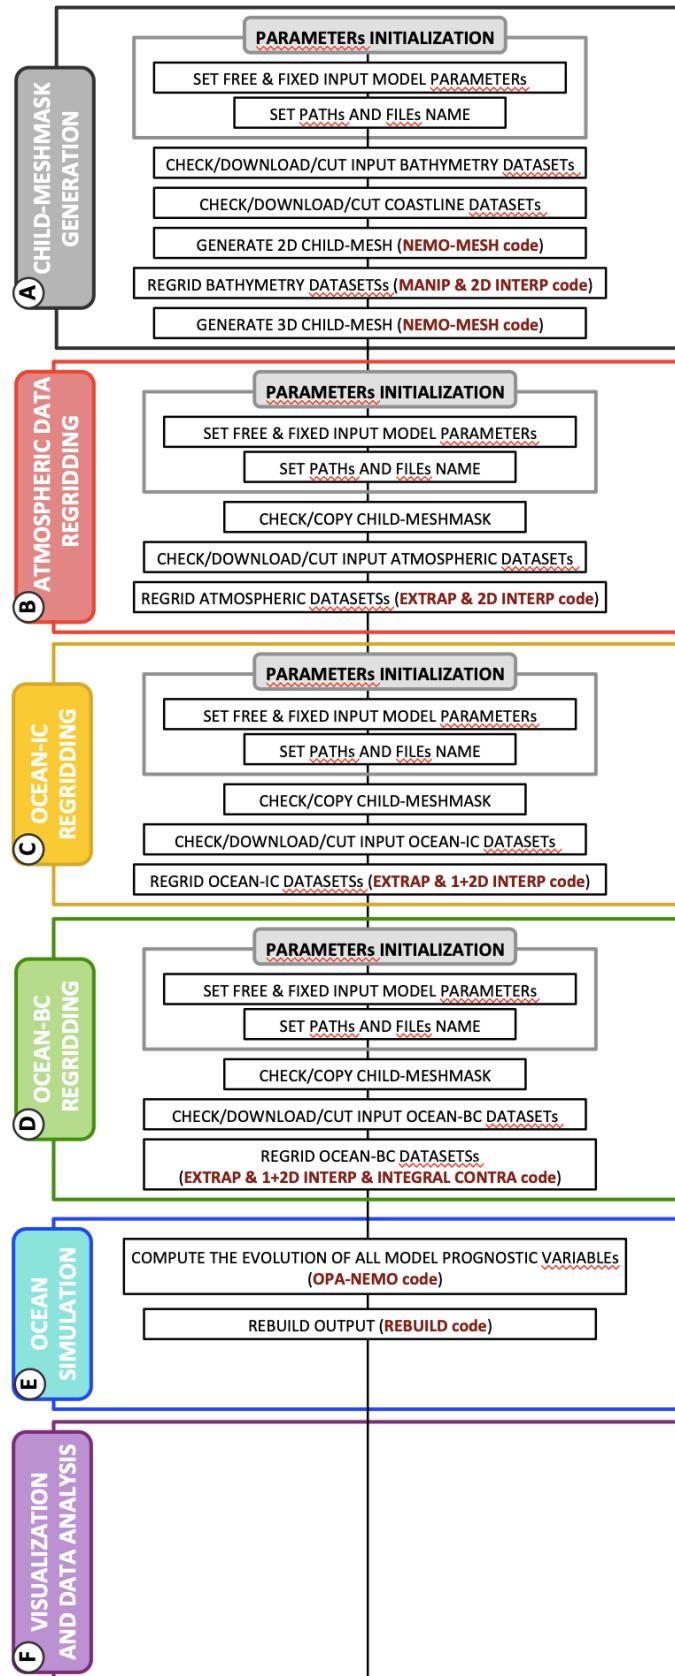 A
CHILD-MESHMASK
GENERATION
PARAMETERs INITIALIZATION
SET FREE & FIXED INPUT MODEL PARAMETERs
SET PATHs AND FILEs NAME
CHECK/DOWNLOAD/CUT INPUT BATHYMETRY DATASETs
CHECK/DOWNLOAD/CUT COASTLINE DATASETs
GENERATE 2D CHILD-MESH (NEMO-MESH code)
REGRID BATHYMETRY DATASETSs (MANIP & 2D INTERP code)
GENERATE 3D CHILD-MESH (NEMO-MESH code)
B
ATMOSPHERIC DATA
REGRIDDING
PARAMETERs INITIALIZATION
SET FREE & FIXED INPUT MODEL PARAMETERs
SET PATHs AND FILEs NAME
CHECK/COPY CHILD-MESHMASK
CHECK/DOWNLOAD/CUT INPUT ATMOSPHERIC DATASETs
REGRID ATMOSPHERIC DATASETSs (EXTRAP & 2D INTERP code)
C
OCEAN-IC
REGRIDDING
PARAMETERs INITIALIZATION
SET FREE & FIXED INPUT MODEL PARAMETERs
SET PATHs AND FILEs NAME
CHECK/COPY CHILD-MESHMASK
CHECK/DOWNLOAD/CUT INPUT OCEAN-IC DATASETs
REGRID OCEAN-IC DATASETSs (EXTRAP & 1+2D INTERP code)
D
OCEAN-BC
REGRIDDING
PARAMETERs INITIALIZATION
SET FREE & FIXED INPUT MODEL PARAMETERs
SET PATHs AND FILEs NAME
CHECK/COPY CHILD-MESHMASK
CHECK/DOWNLOAD/CUT INPUT OCEAN-BC DATASETs
REGRID OCEAN-BC DATASETSs
(EXTRAP & 1+2D INTERP & INTEGRAL CONTRA code)
E
OCEAN
SIMULATION
COMPUTE THE EVOLUTION OF ALL MODEL PROGNOSTIC VARIABLEs
(OPA-NEMO code)
REBUILD OUTPUT (REBUILD code)
F
VISUALIZATION
AND DATA ANALYSIS